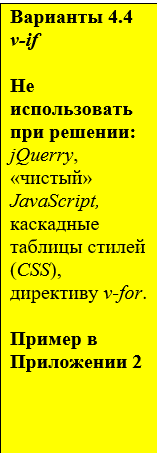 Варианты 4.4
v-if
Не
использовать
при решении:
jQuerry,
«чистый»
JavaScript,
каскадные
таблицы стилей
(CSS),
директиву v-for.
Пример в
Приложении 2